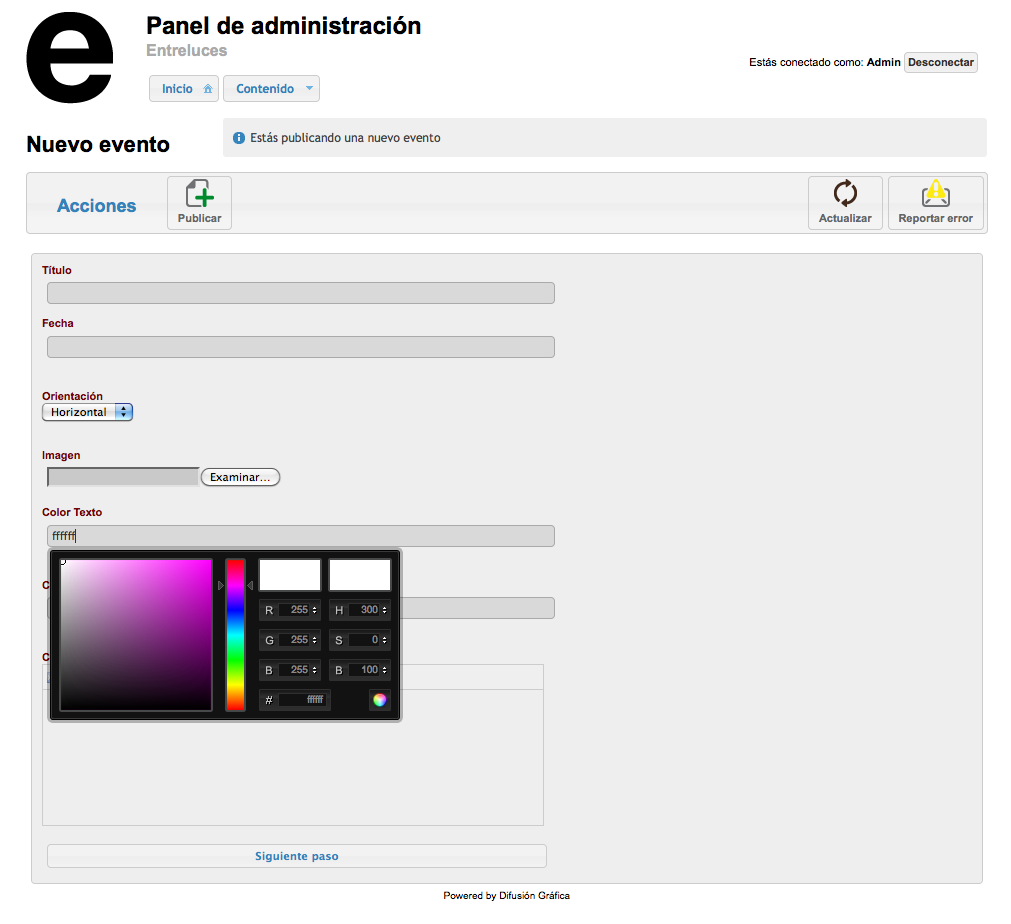 e
Panel de administración
Entreluces
Estás conectado como: Admin Desconectar
Inicio Contenido
Nuevo evento
Estás publicando una nuevo evento
Acciones
Publicar
Actualizar
Reportar error
Título
Fecha
Orientación
Horizontal
Imagen
Examinar...
Color Texto
ffffff
C
R 255 H 300
G 255 S 0
C
B 255 B 100
# ffffff
Siguiente paso
Powered by Difusión Gráfica